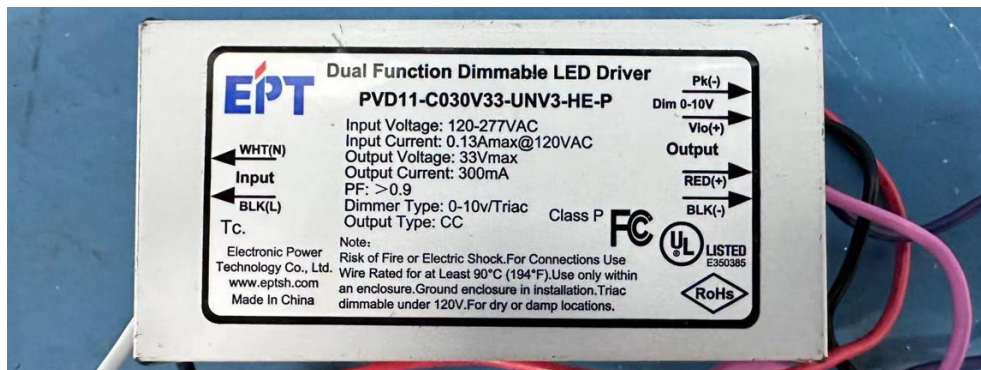 EPT
Dual Function Dimmable LED Driver
PVD11-C030V33-UNV3-HE-P
Input Voltage: 120-277VAC
Input Current: 0.13Amax@120VAC
Output Voltage: 33Vmax
Output Current: 300mA
PF: >0.9
Dimmer Type: 0-10v/Triac
Output Type: CC
Class P
FC
WHT(N)
Input
BLK(L)
Tc.
Electronic Power
Technology Co., Ltd.
www.eptsh.com
Made In China
Note:
Risk of Fire or Electric Shock.For Connections Use
Wire Rated for at Least 90°C (194°F).Use only within
an enclosure.Ground enclosure in installation.Triac
dimmable under 120V.For dry or damp locations.
Pk(-)
Dim 0-10V
Vlo(+)
Output
RED(+)
BLK(-)
UL
LISTED
E350385
RoHs